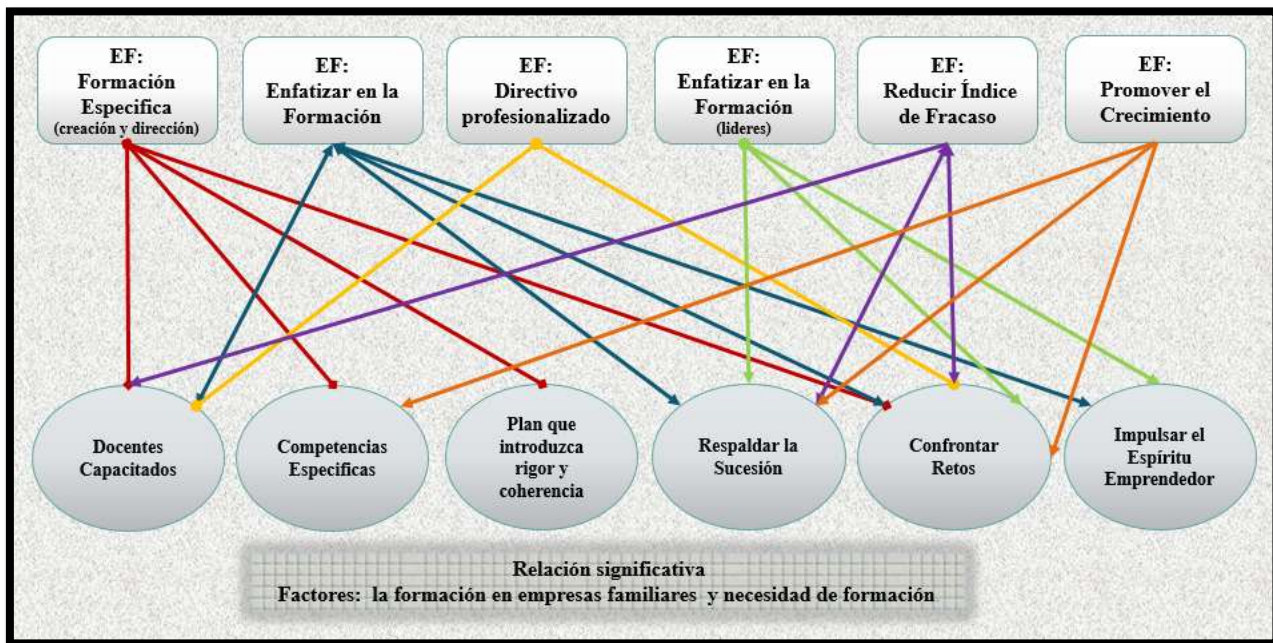 EF:
Formación
Especifica
(creación y dirección)
EF:
Enfatizar en la
Formación
EF:
Directivo
profesionalizado
EF:
Enfatizar en la
Formación
(lideres)
EF:
Reducir Índice
de Fracaso
EF:
Promover el
Crecimiento
Docentes
Capacitados
Competencias
Específicas
Plan que
introduzca
rigor y
coherencia
Respaldar la
Sucesión
Confrontar
Retos
Impulsar el
Espíritu
Emprendedor
Relación significativa
Factores: la formación en empresas familiares y necesidad de formación